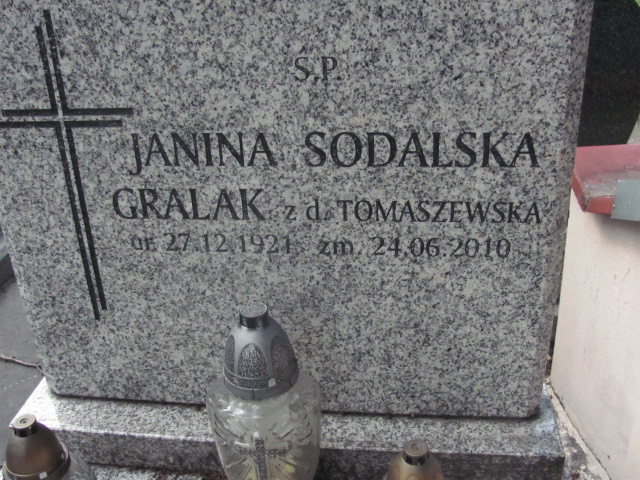 S.P.
JANINA SODALSKA
GRALAK z d. TOMASZEWSKA
ur. 27.12.1921 zm. 24.06.2010